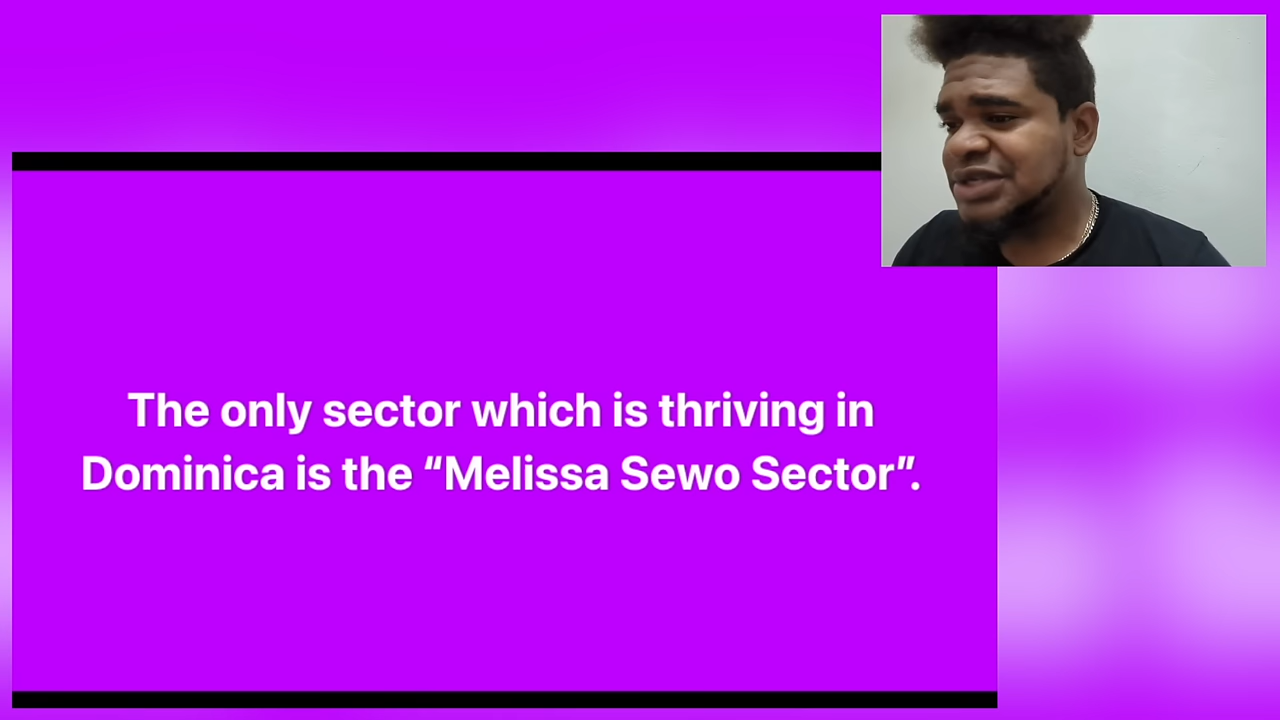 The only sector which is thriving in
Dominica is the “Melissa Sewo Sector”.